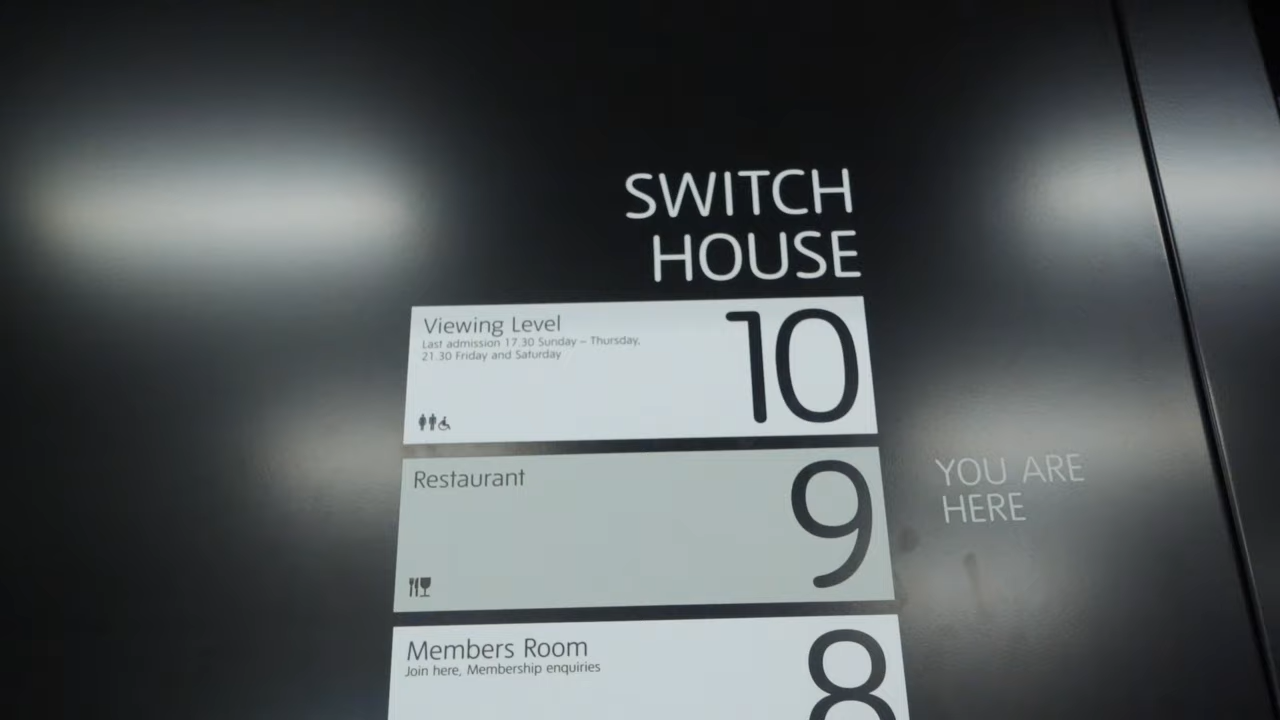 SWITCH
HOUSE
Viewing Level
Last admission 17.30 Sunday – Thursday,
21.30 Friday and Saturday
10
Restaurant
9
YOU ARE
HERE
Members Room
Join here, Membership enquiries
8